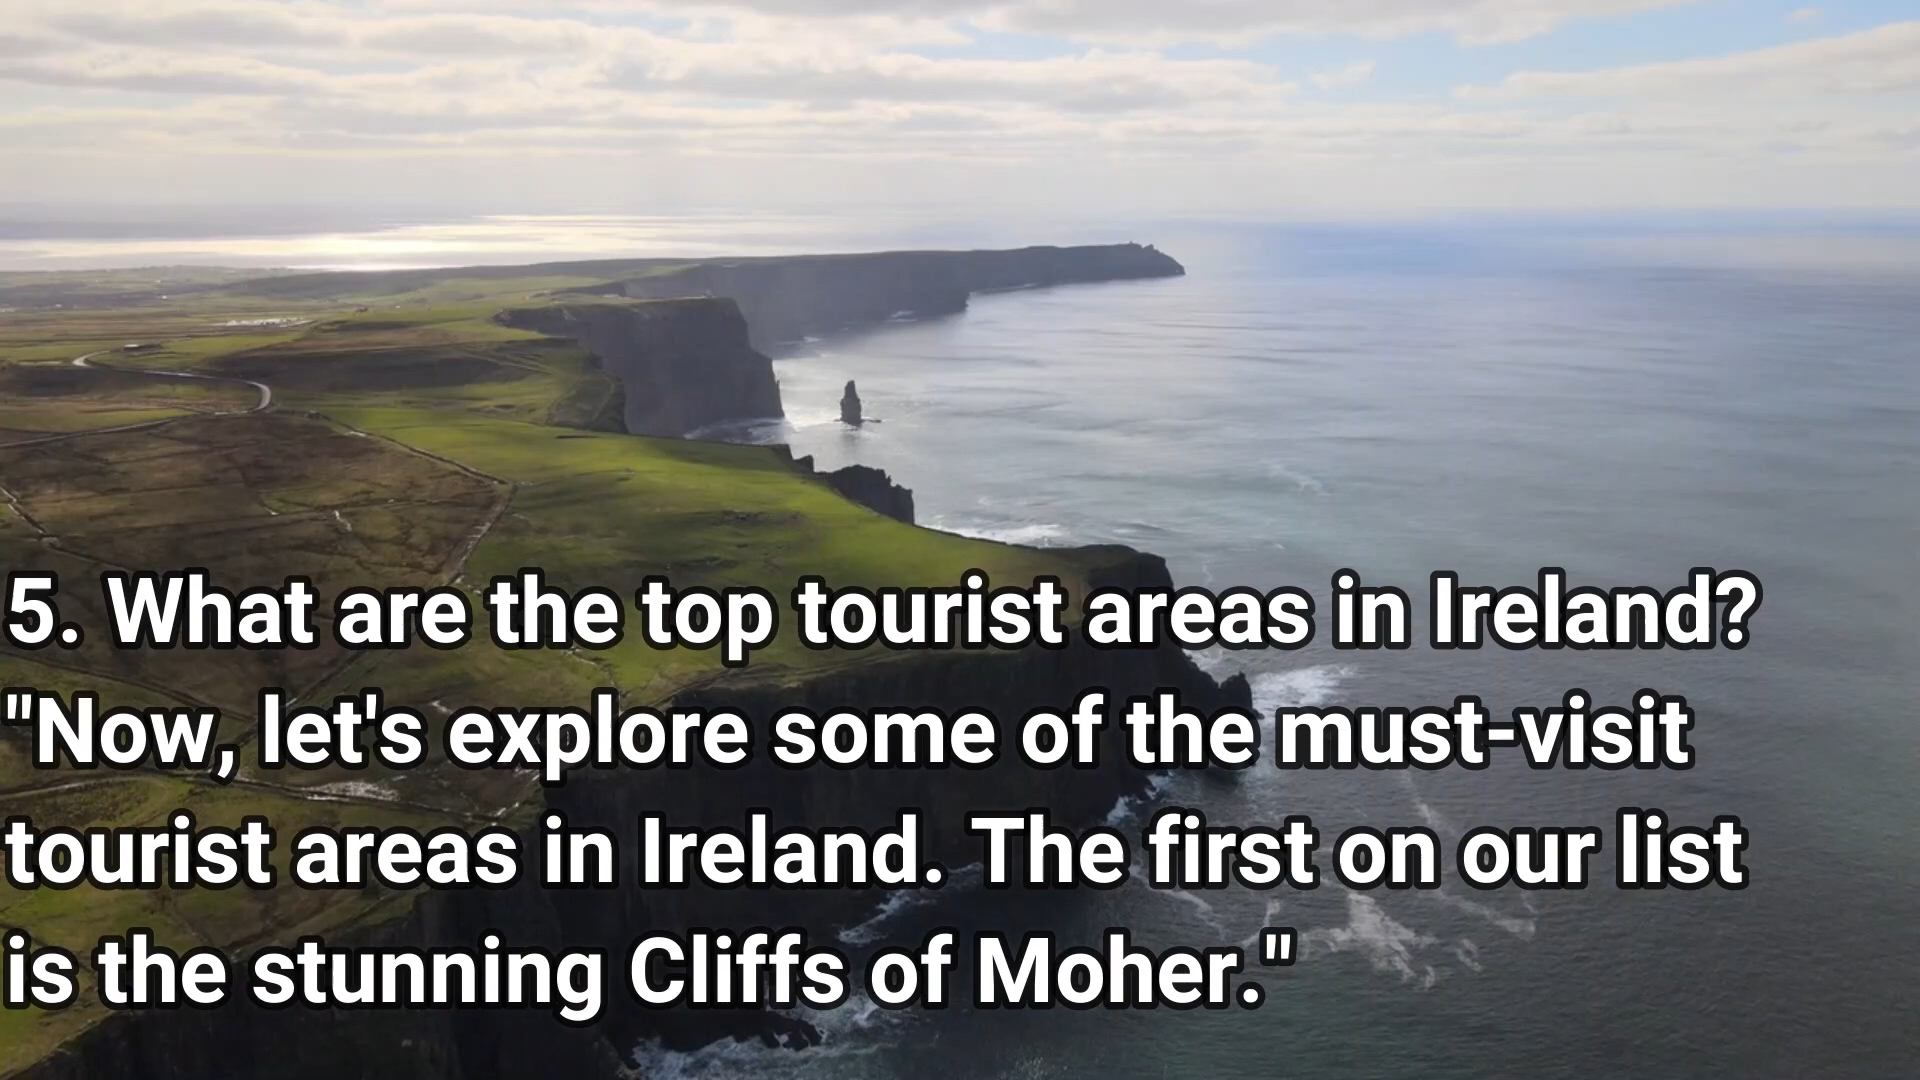 5. What are the top tourist areas in Ireland?
"Now, let's explore some of the must-visit
tourist areas in Ireland. The first on our list
is the stunning Cliffs of Moher."